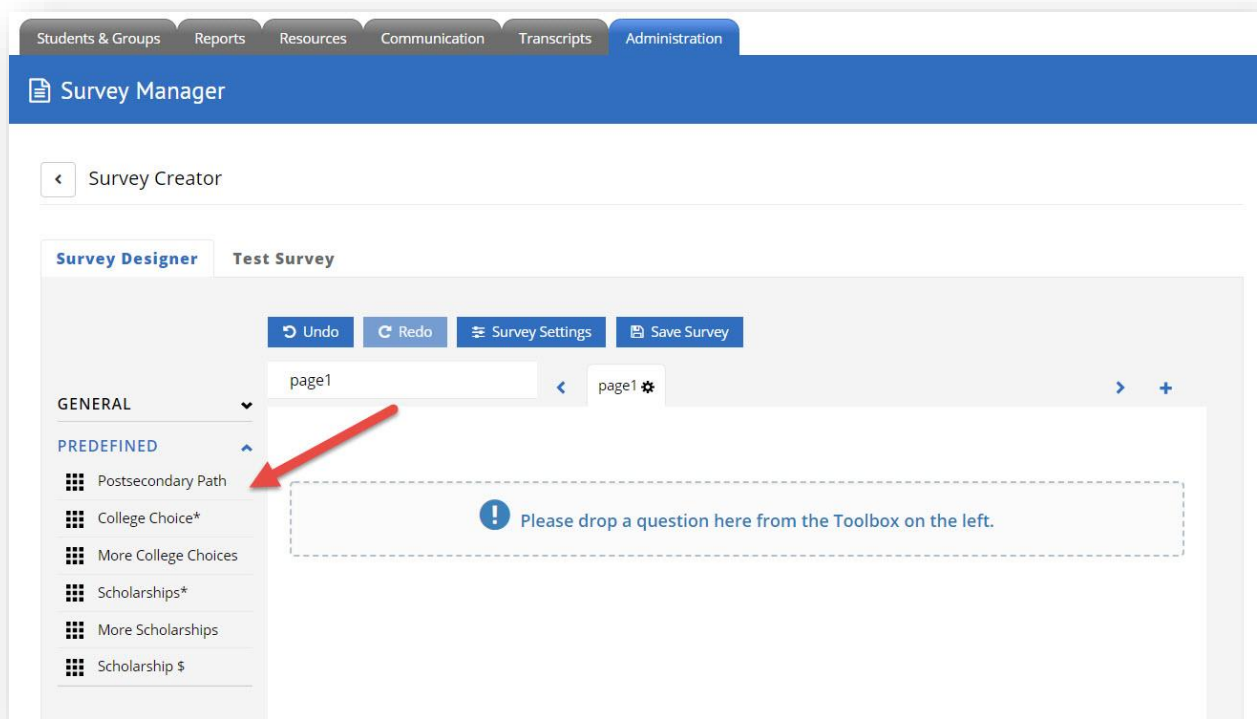 Students & Groups Reports Resources Communication Transcripts Administration
Survey Manager
Survey Creator
Survey Designer Test Survey
Undo Redo Survey Settings Save Survey
page1 page1
GENERAL
PREDEFINED
Postsecondary Path
College Choice*
More College Choices
Scholarships*
More Scholarships
Scholarship $
Please drop a question here from the Toolbox on the left.